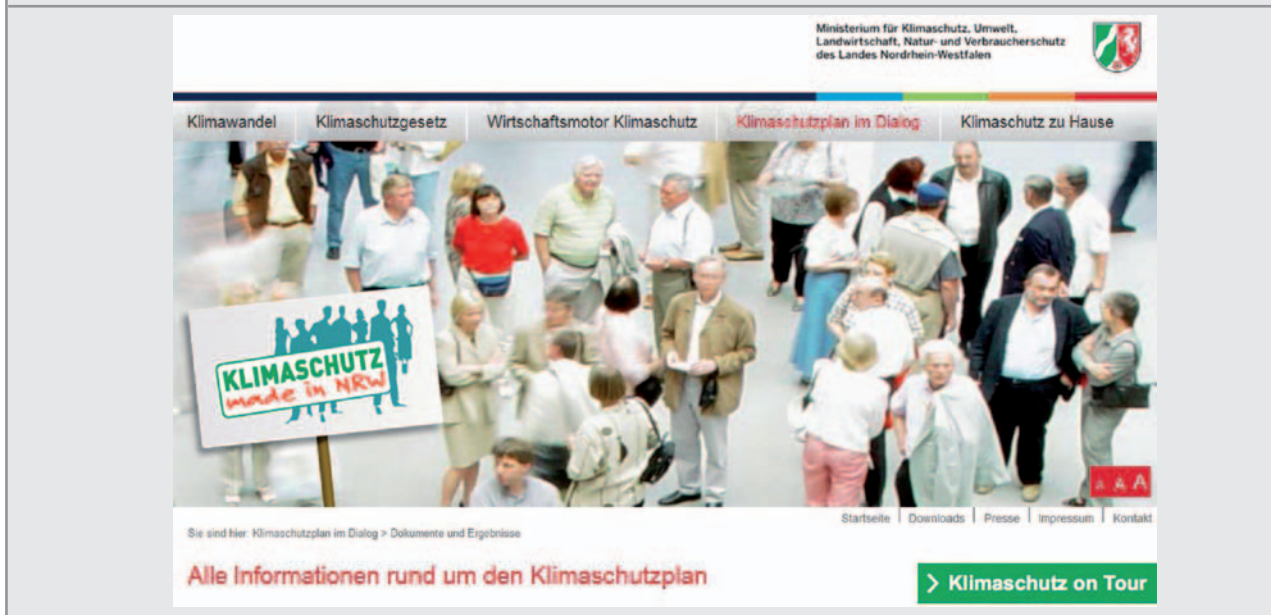 Ministerium für Klimaschutz, Umwelt,
Landwirtschaft, Natur- und Verbraucherschutz
des Landes Nordrhein-Westfalen
Klimawandel Klimaschutzgesetz Wirtschaftsmotor Klimaschutz Klimaschutzplan im Dialog Klimaschutz zu Hause
KLIMASCHUTZ
made in NRW
A A A
Startseite | Downloads | Presse | Impressum | Kontakt
Sie sind hier: Klimaschutzplan im Dialog > Dokumente und Ergebnisse
Alle Informationen rund um den Klimaschutzplan
> Klimaschutz on Tour